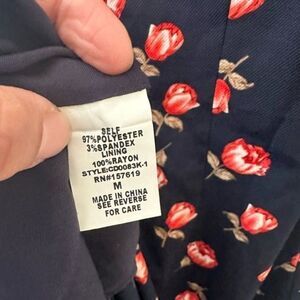 SELF
97%POLYESTER
3%SPANDEX
LINING
100%RAYON
STYLE:CD0083K-1
RN#157619
M
MADE IN CHINA
SEE REVERSE
FOR CARE